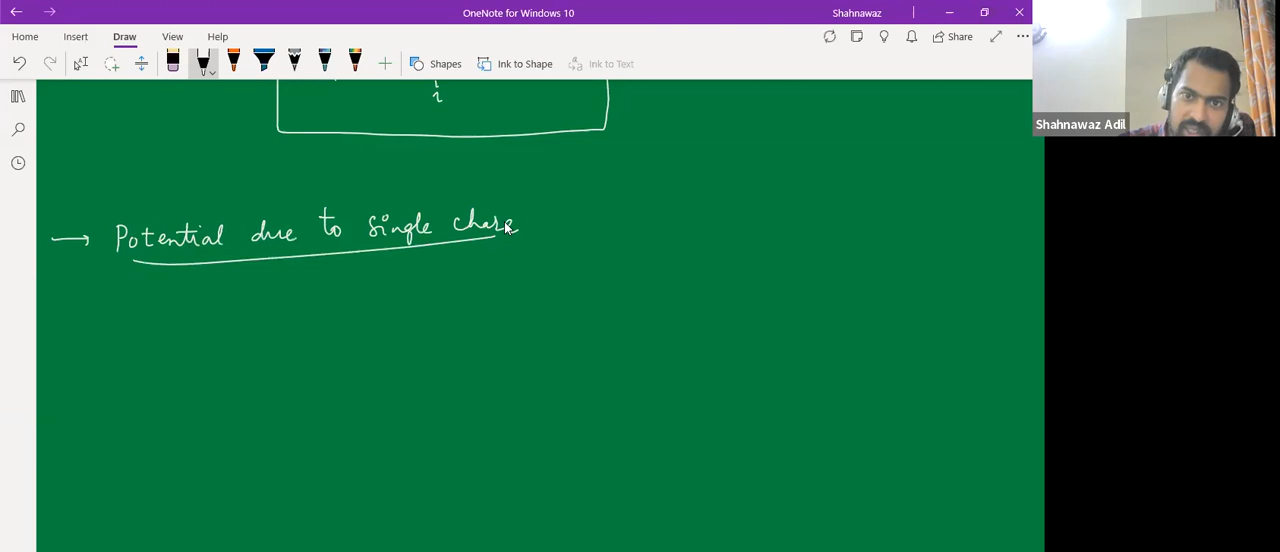 OneNote for Windows 10
Shahnawaz
Home Insert Draw View Help
Share
Shapes Ink to Shape Ink to Text
Shahnawaz Adil
i
→ Potential due to single charge